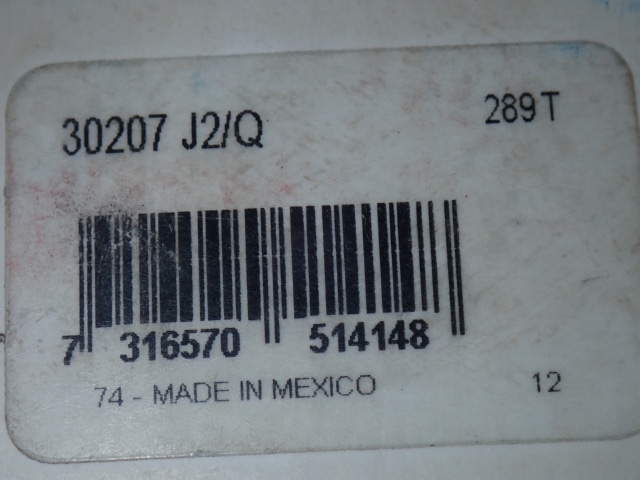 30207 J2/Q 289T
7 316570 514148
74 - MADE IN MEXICO 12